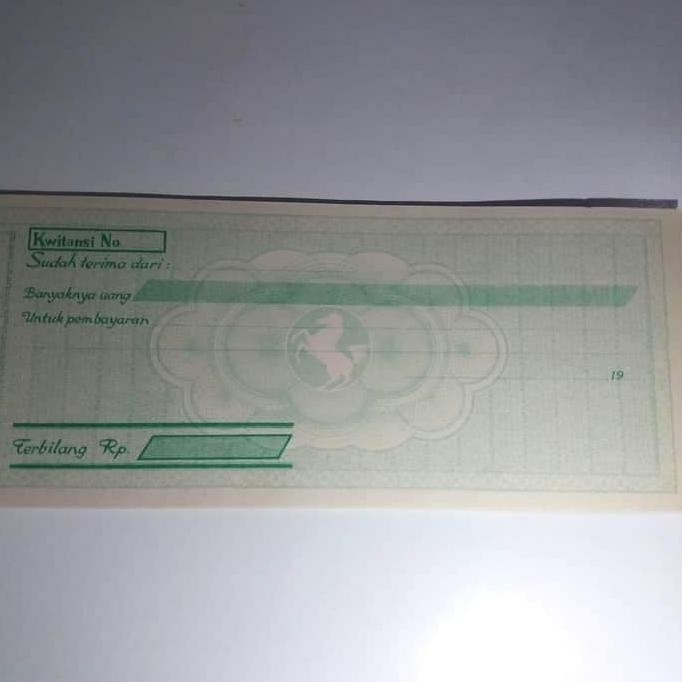 Kwitansi No
Sudah terima dari :
Banyaknya uang
Untuk pembayaran
19
Terbilang Rp.